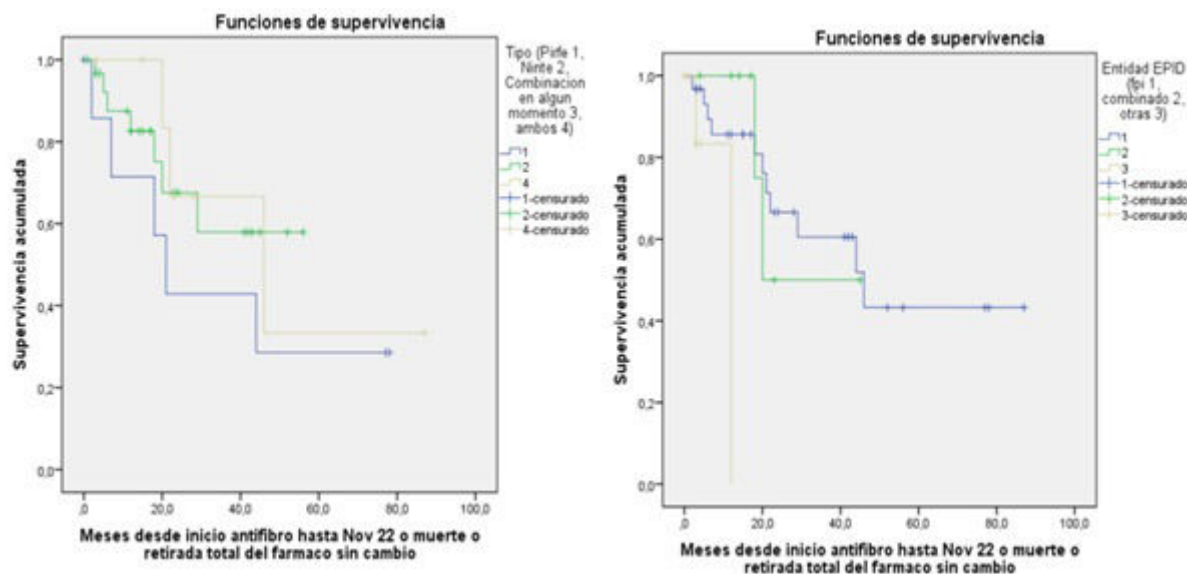 Funciones de supervivencia
Tipo (Pirfe 1,
Ninte 2,
Combinacion
en algun
momento 3,
ambos 4)
1
2
4
1-censurado
2-censurado
4-censurado
Supervivencia acumulada
1,0
0,8
0,6
0,4
0,2
0,0
,0
20,0
40,0
60,0
80,0
100,0
Meses desde inicio antifibro hasta Nov 22 o muerte o
retirada total del farmaco sin cambio
Funciones de supervivencia
Entidad EPID
(fpi 1,
combinado 2,
otras 3)
1
2
3
1-censurado
2-censurado
3-censurado
Supervivencia acumulada
1,0
0,8
0,6
0,4
0,2
0,0
,0
20,0
40,0
60,0
80,0
100,0
Meses desde inicio antifibro hasta Nov 22 o muerte o
retirada total del farmaco sin cambio